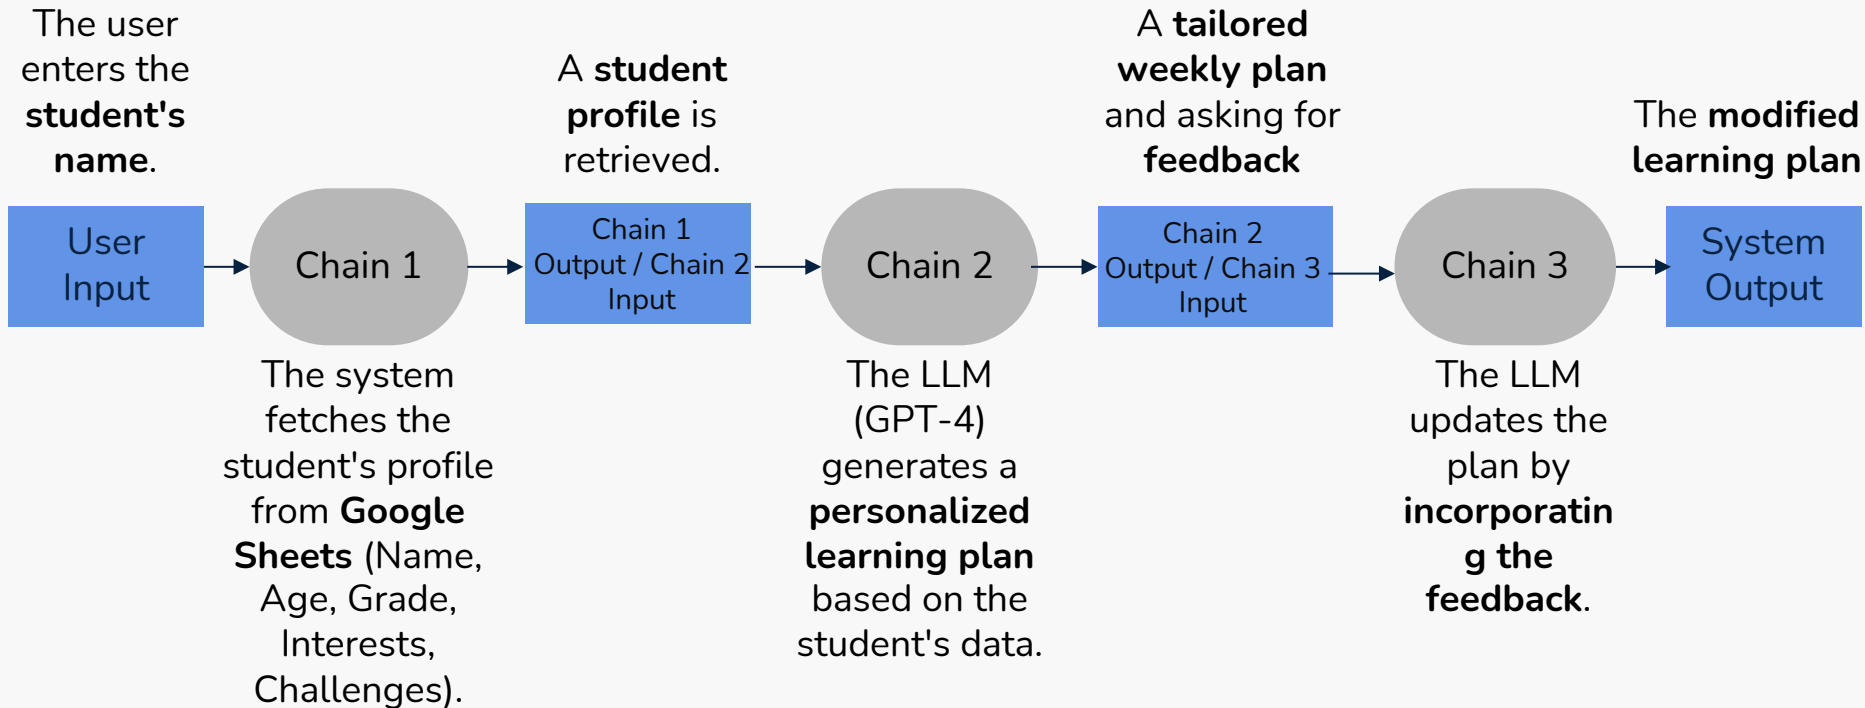 The user
enters the
student's
name.
A student
profile is
retrieved.
A tailored
weekly plan
and asking for
feedback
The modified
learning plan
User
Input
Chain 1
Chain 1
Output / Chain 2
Input
Chain 2
Chain 2
Output / Chain 3
Input
Chain 3
System
Output
The system
fetches the
student's profile
from Google
Sheets (Name,
Age, Grade,
Interests,
Challenges).
The LLM
(GPT-4)
generates a
personalized
learning plan
based on the
student's data.
The LLM
updates the
plan by
incorporatin
g the
feedback.